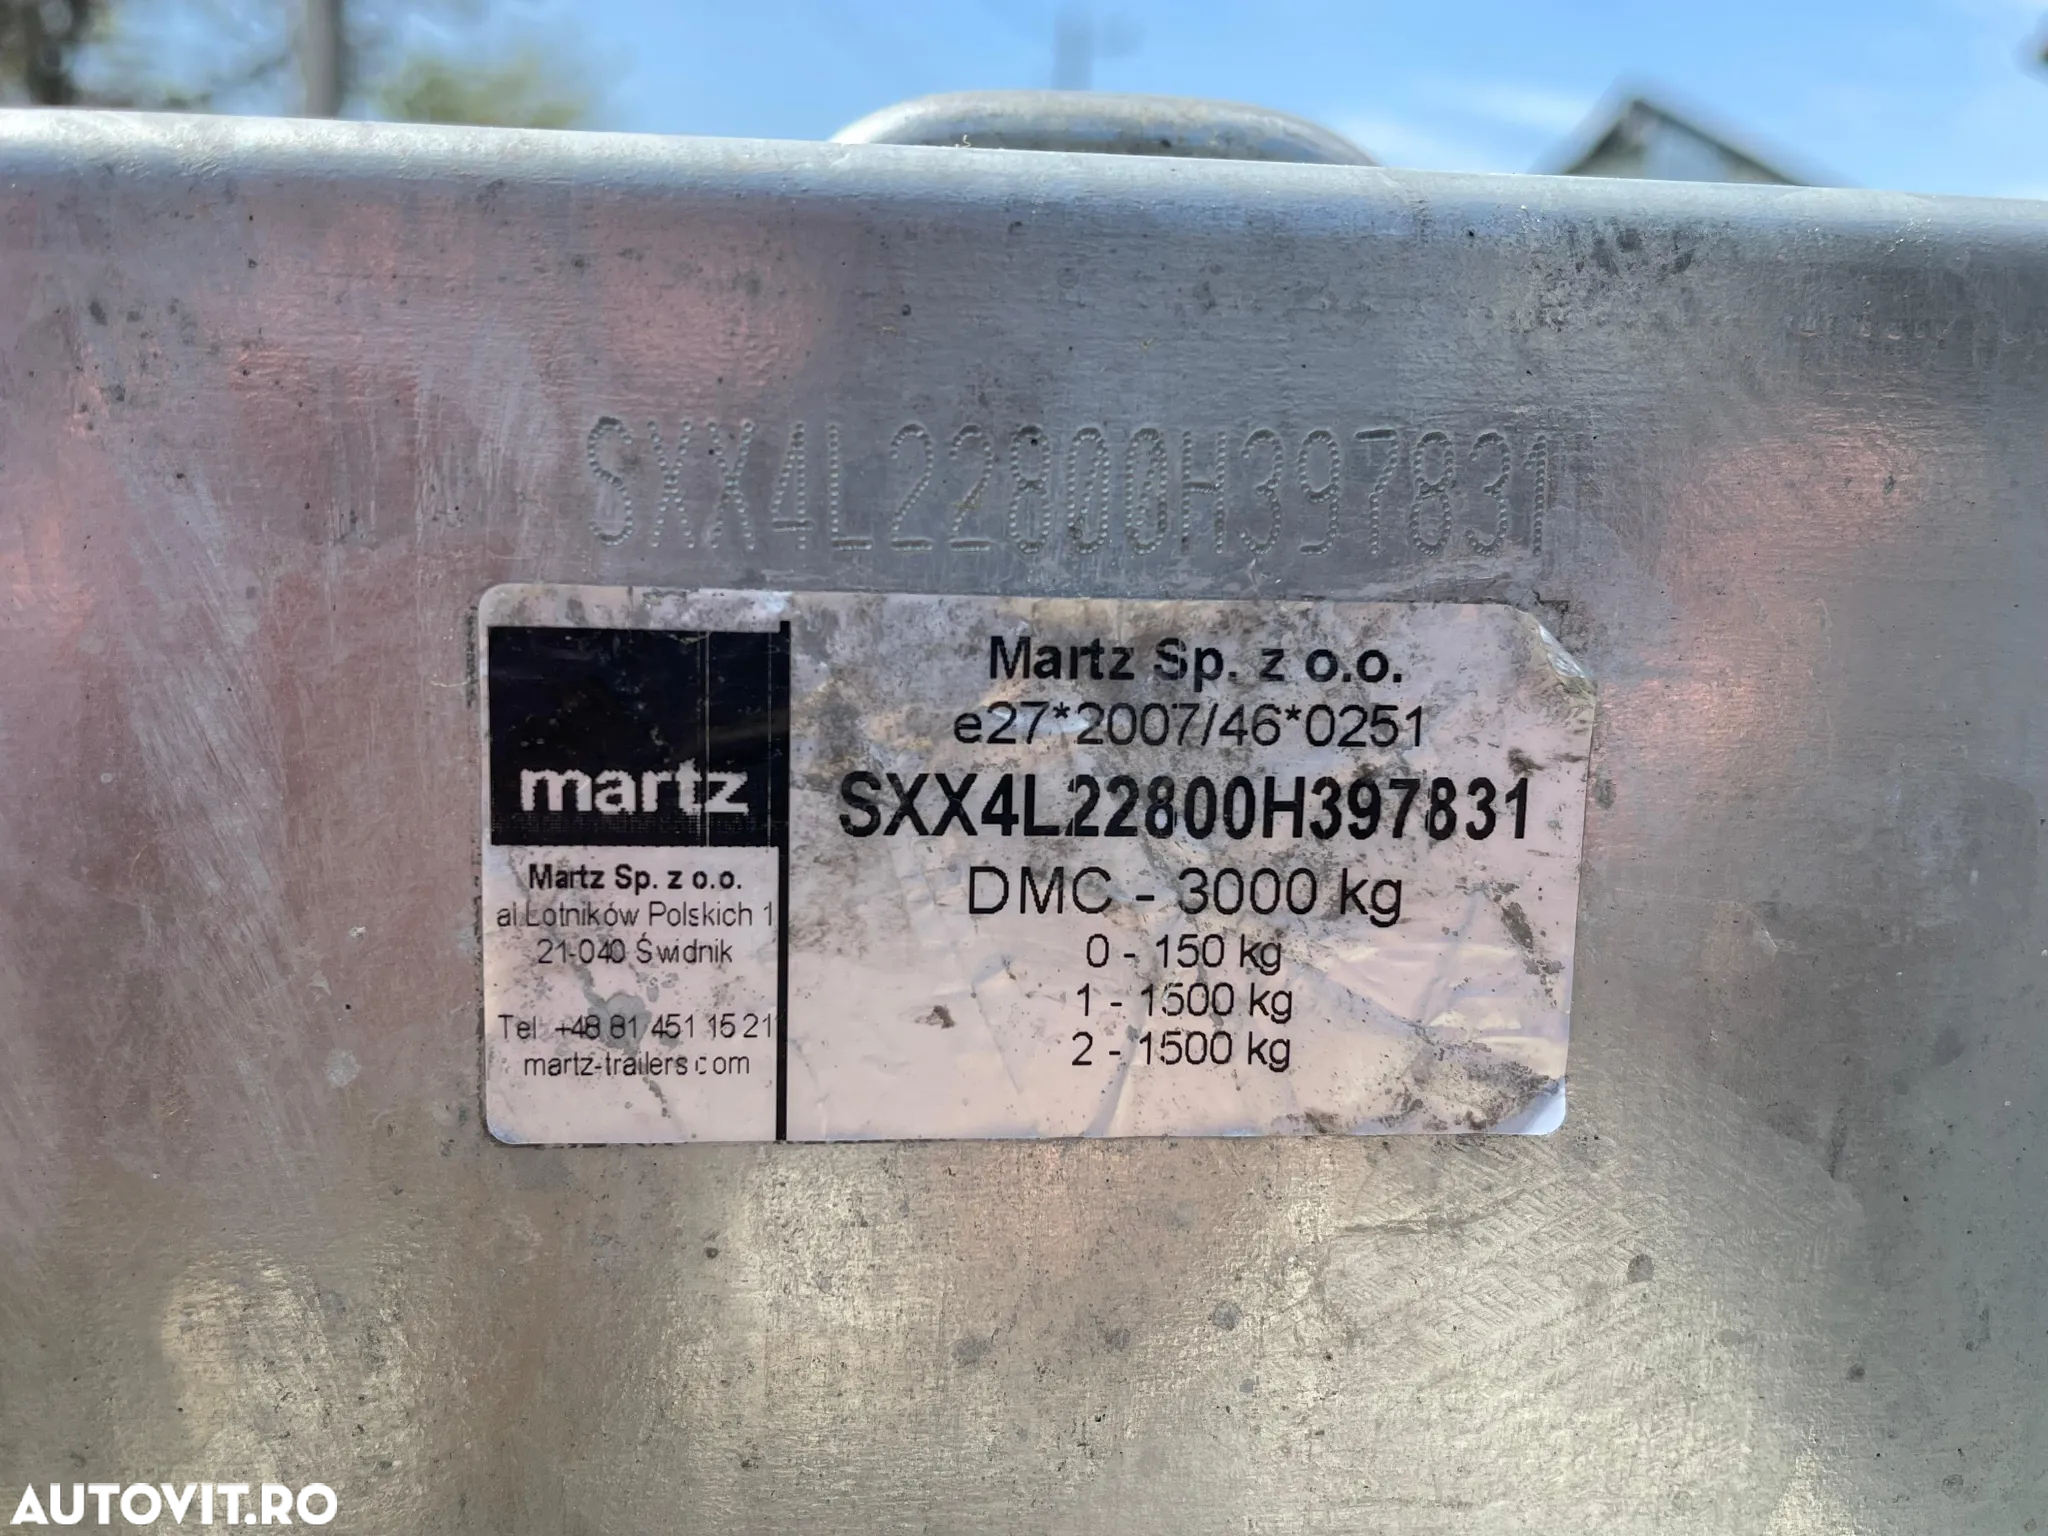 SXX4L22800H397831
martz
Martz Sp. z o.o.
al.Lotników Polskich 1
21-040 Świdnik
Tel +48 81 451 15 21
martz-trailers.com
Martz Sp. z o.o.
e27*2007/46*0251
SXX4L22800H397831
DMC - 3000 kg
0 - 150 kg
1 - 1500 kg
2 - 1500 kg
AUTOVIT.RO